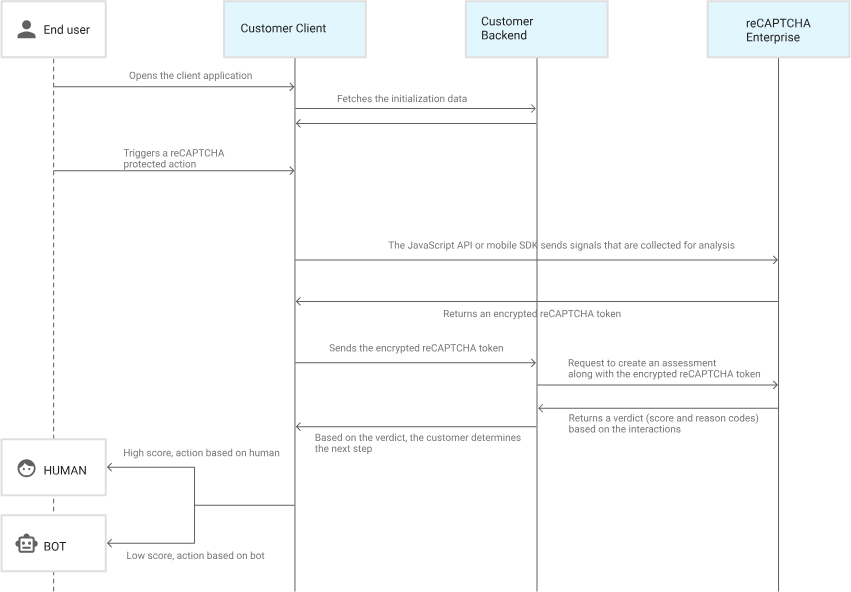 End user
Customer Client
Customer
Backend
reCAPTCHA
Enterprise
Opens the client application
Fetches the initialization data
Triggers a reCAPTCHA
protected action
The JavaScript API or mobile SDK sends signals that are collected for analysis
Returns an encrypted reCAPTCHA token
Sends the encrypted reCAPTCHA token
Request to create an assessment
along with the encrypted reCAPTCHA token
Returns a verdict (score and reason codes)
based on the interactions
Based on the verdict, the customer determines
the next step
High score, action based on human
HUMAN
BOT
Low score, action based on bot